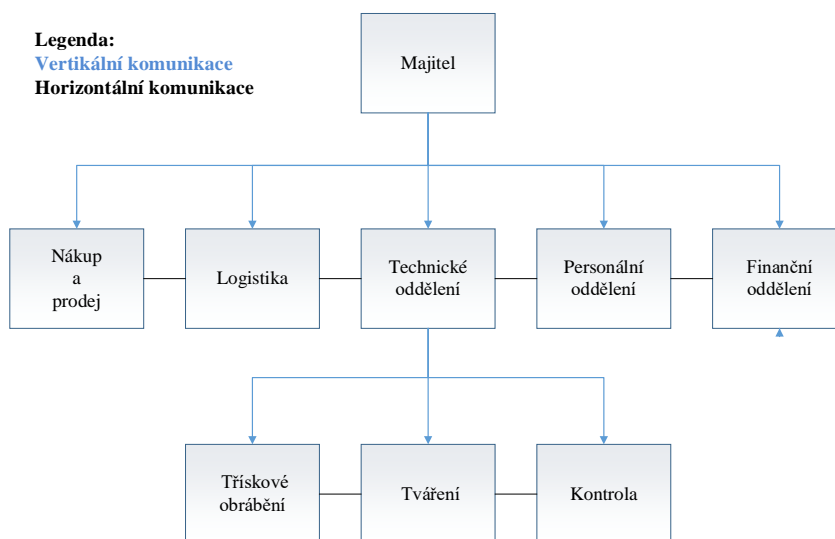 Legenda:
Vertikální komunikace
Horizontální komunikace
Majitel
Nákup
a
prodej
Logistika
Technické
oddělení
Personální
oddělení
Finanční
oddělení
Třískové
obrábění
Tváření
Kontrola